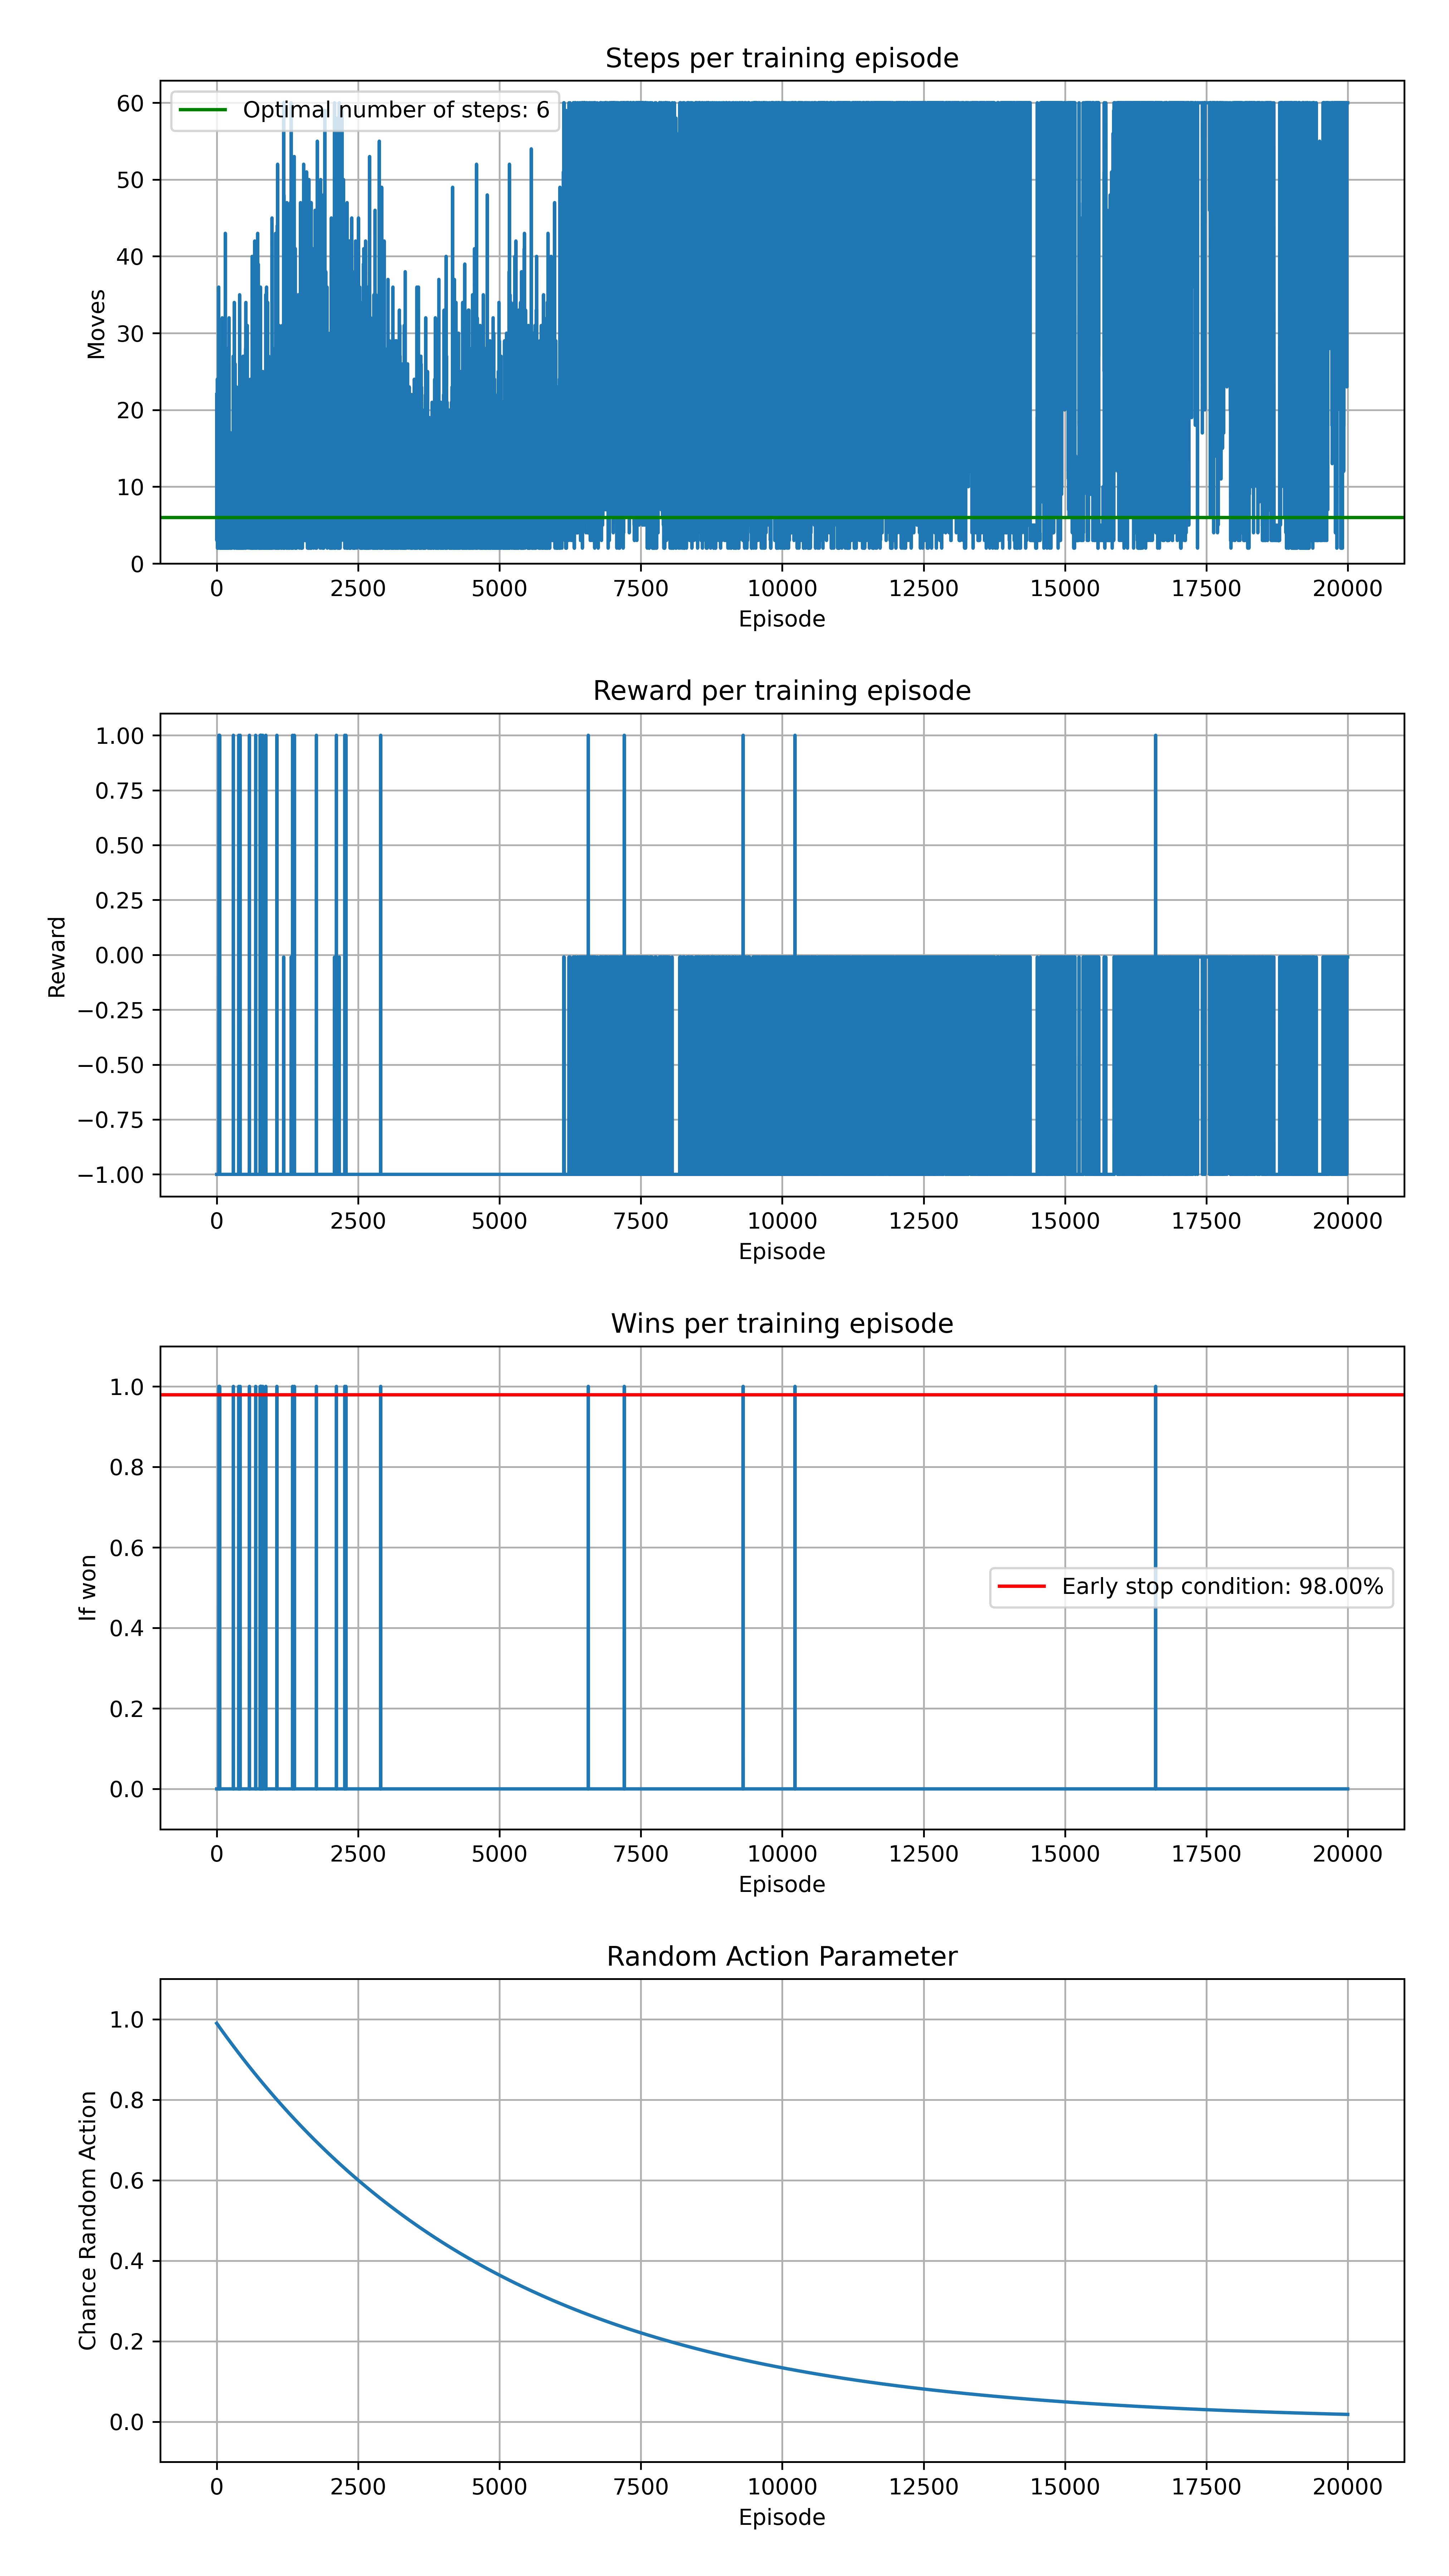 Steps per training episode
Optimal number of steps: 6
60
50
40
30
20
10
0
Moves
0 2500 5000 7500 10000 12500 15000 17500 20000
Episode
Reward per training episode
1.00
0.75
0.50
0.25
0.00
−0.25
−0.50
−0.75
−1.00
Reward
0 2500 5000 7500 10000 12500 15000 17500 20000
Episode
Wins per training episode
1.0
0.8
0.6
0.4
0.2
0.0
If won
Early stop condition: 98.00%
0 2500 5000 7500 10000 12500 15000 17500 20000
Episode
Random Action Parameter
1.0
0.8
0.6
0.4
0.2
0.0
Chance Random Action
0 2500 5000 7500 10000 12500 15000 17500 20000
Episode